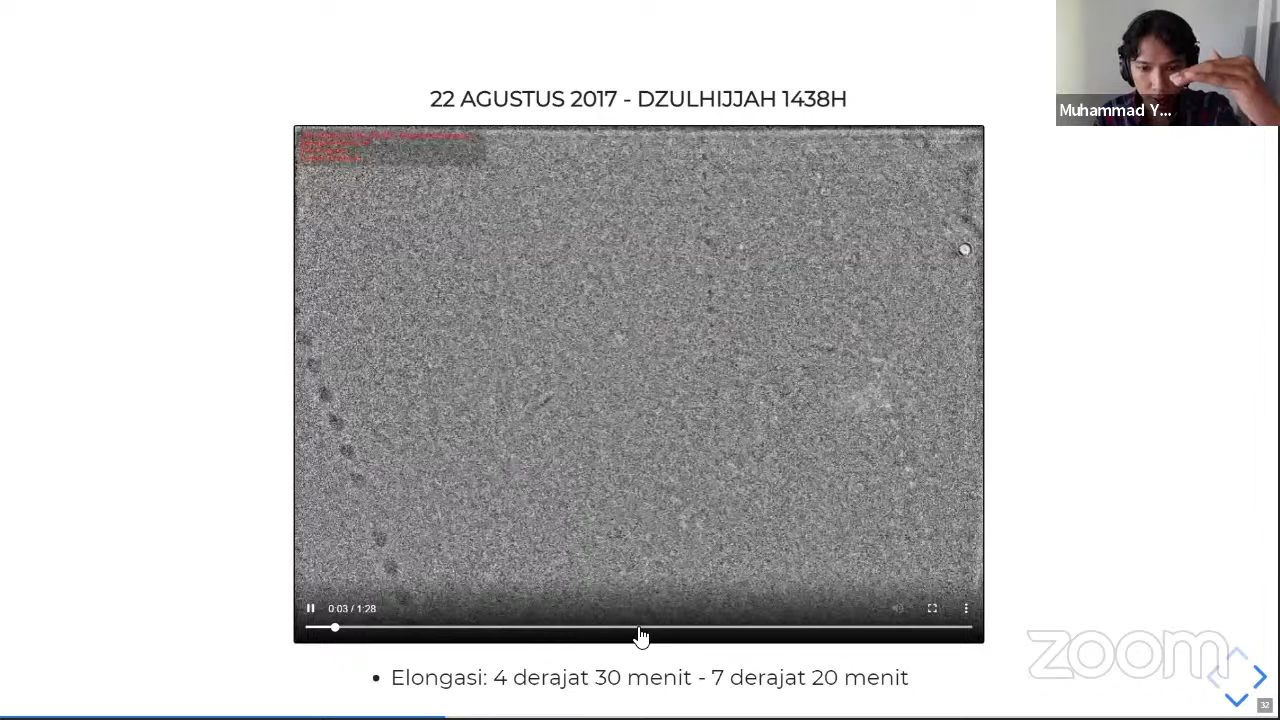 22 AGUSTUS 2017 - DZULHIJJAH 1438H
Muhammad Y...
0:03 / 1:28
• Elongasi: 4 derajat 30 menit - 7 derajat 20 menit
zoom
32